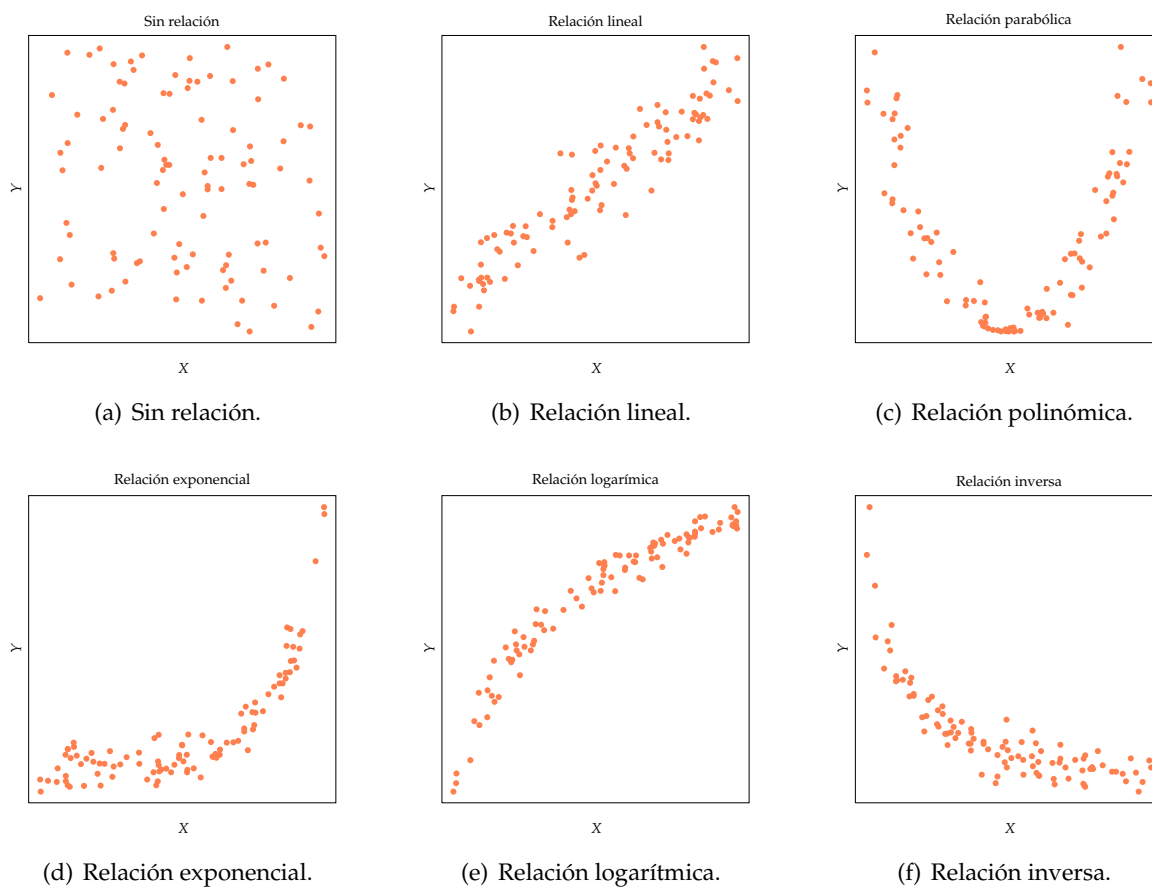 Sin relación
Y
X
(a) Sin relación.
Relación lineal
Y
X
(b) Relación lineal.
Relación parabólica
Y
X
(c) Relación polinómica.
Relación exponencial
Y
X
(d) Relación exponencial.
Relación logarímica
Y
X
(e) Relación logarítmica.
Relación inversa
Y
X
(f) Relación inversa.